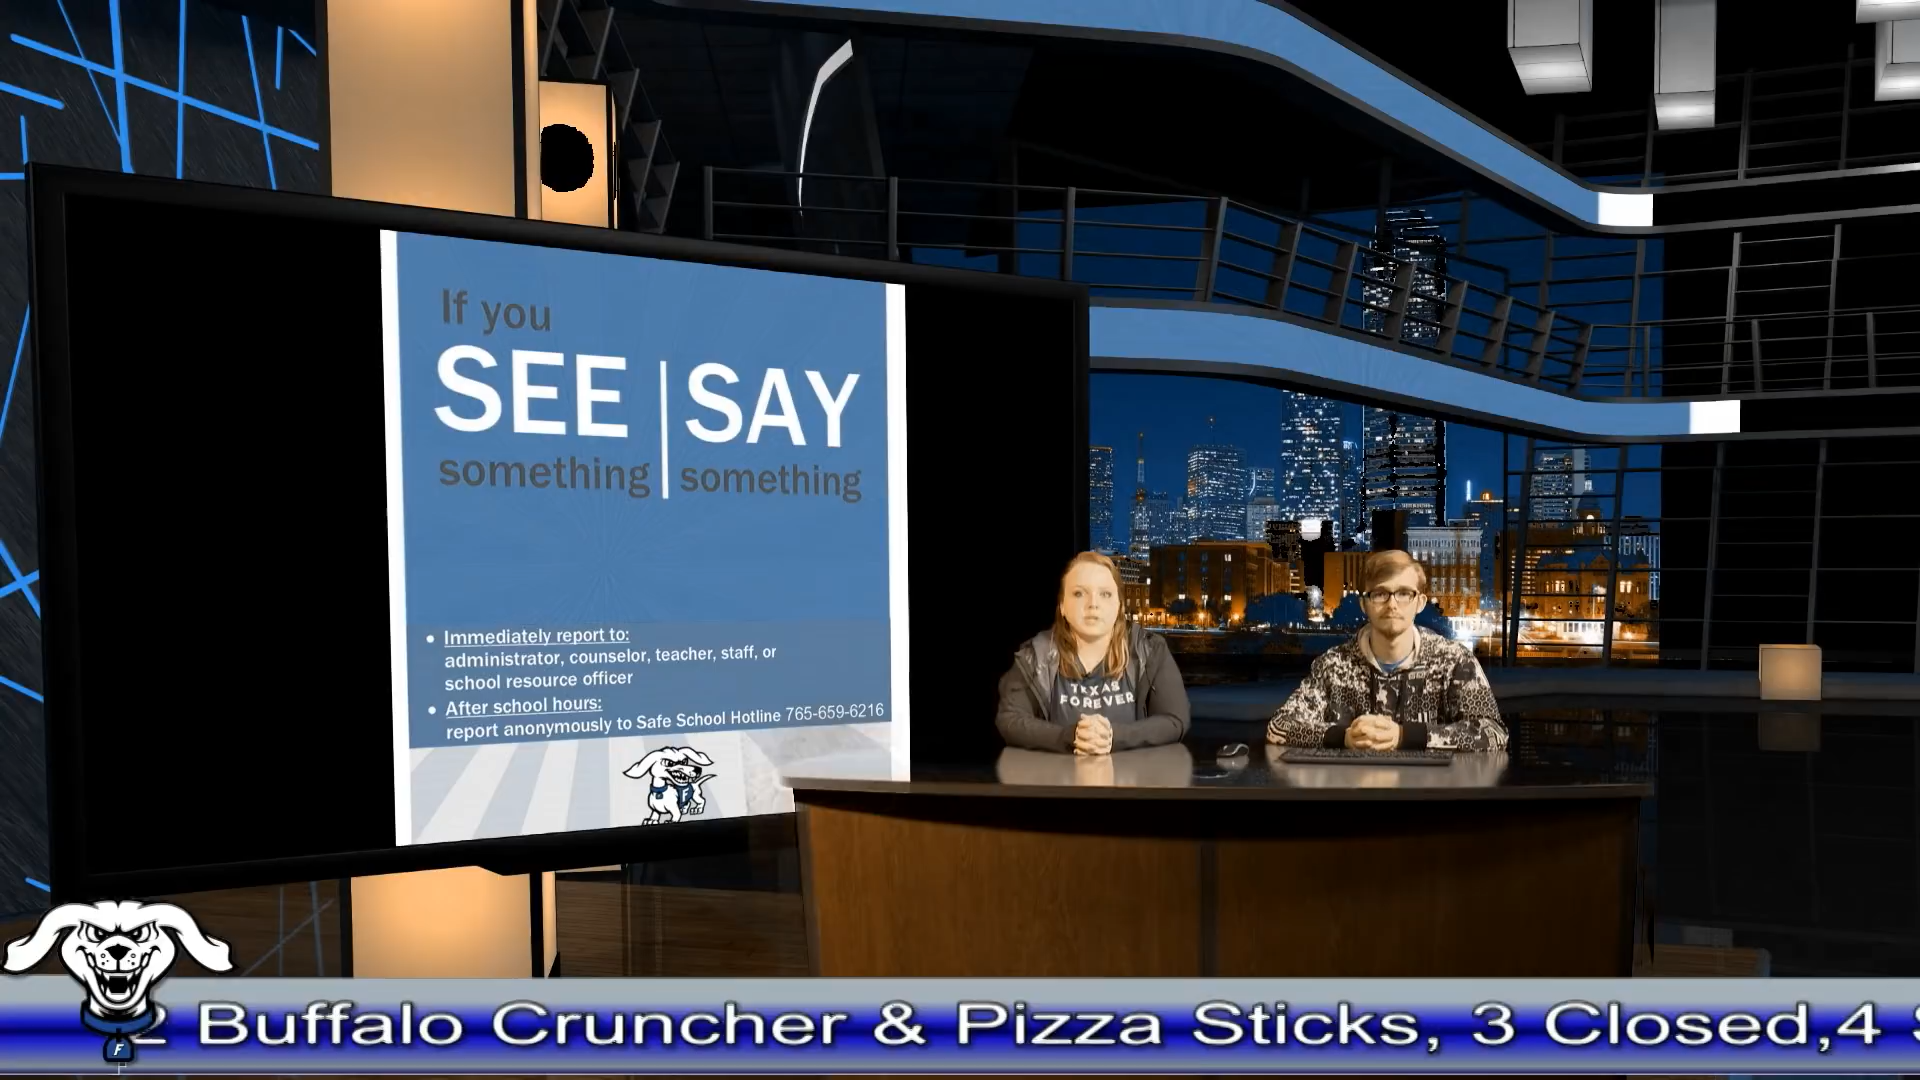 If you
SEE | SAY
something | something
• Immediately report to:
administrator, counselor, teacher, staff, or
school resource officer
• After school hours:
report anonymously to Safe School Hotline 765-659-6216
F
TEXAS
FOREVER
2 Buffalo Cruncher & Pizza Sticks, 3 Closed,4
F